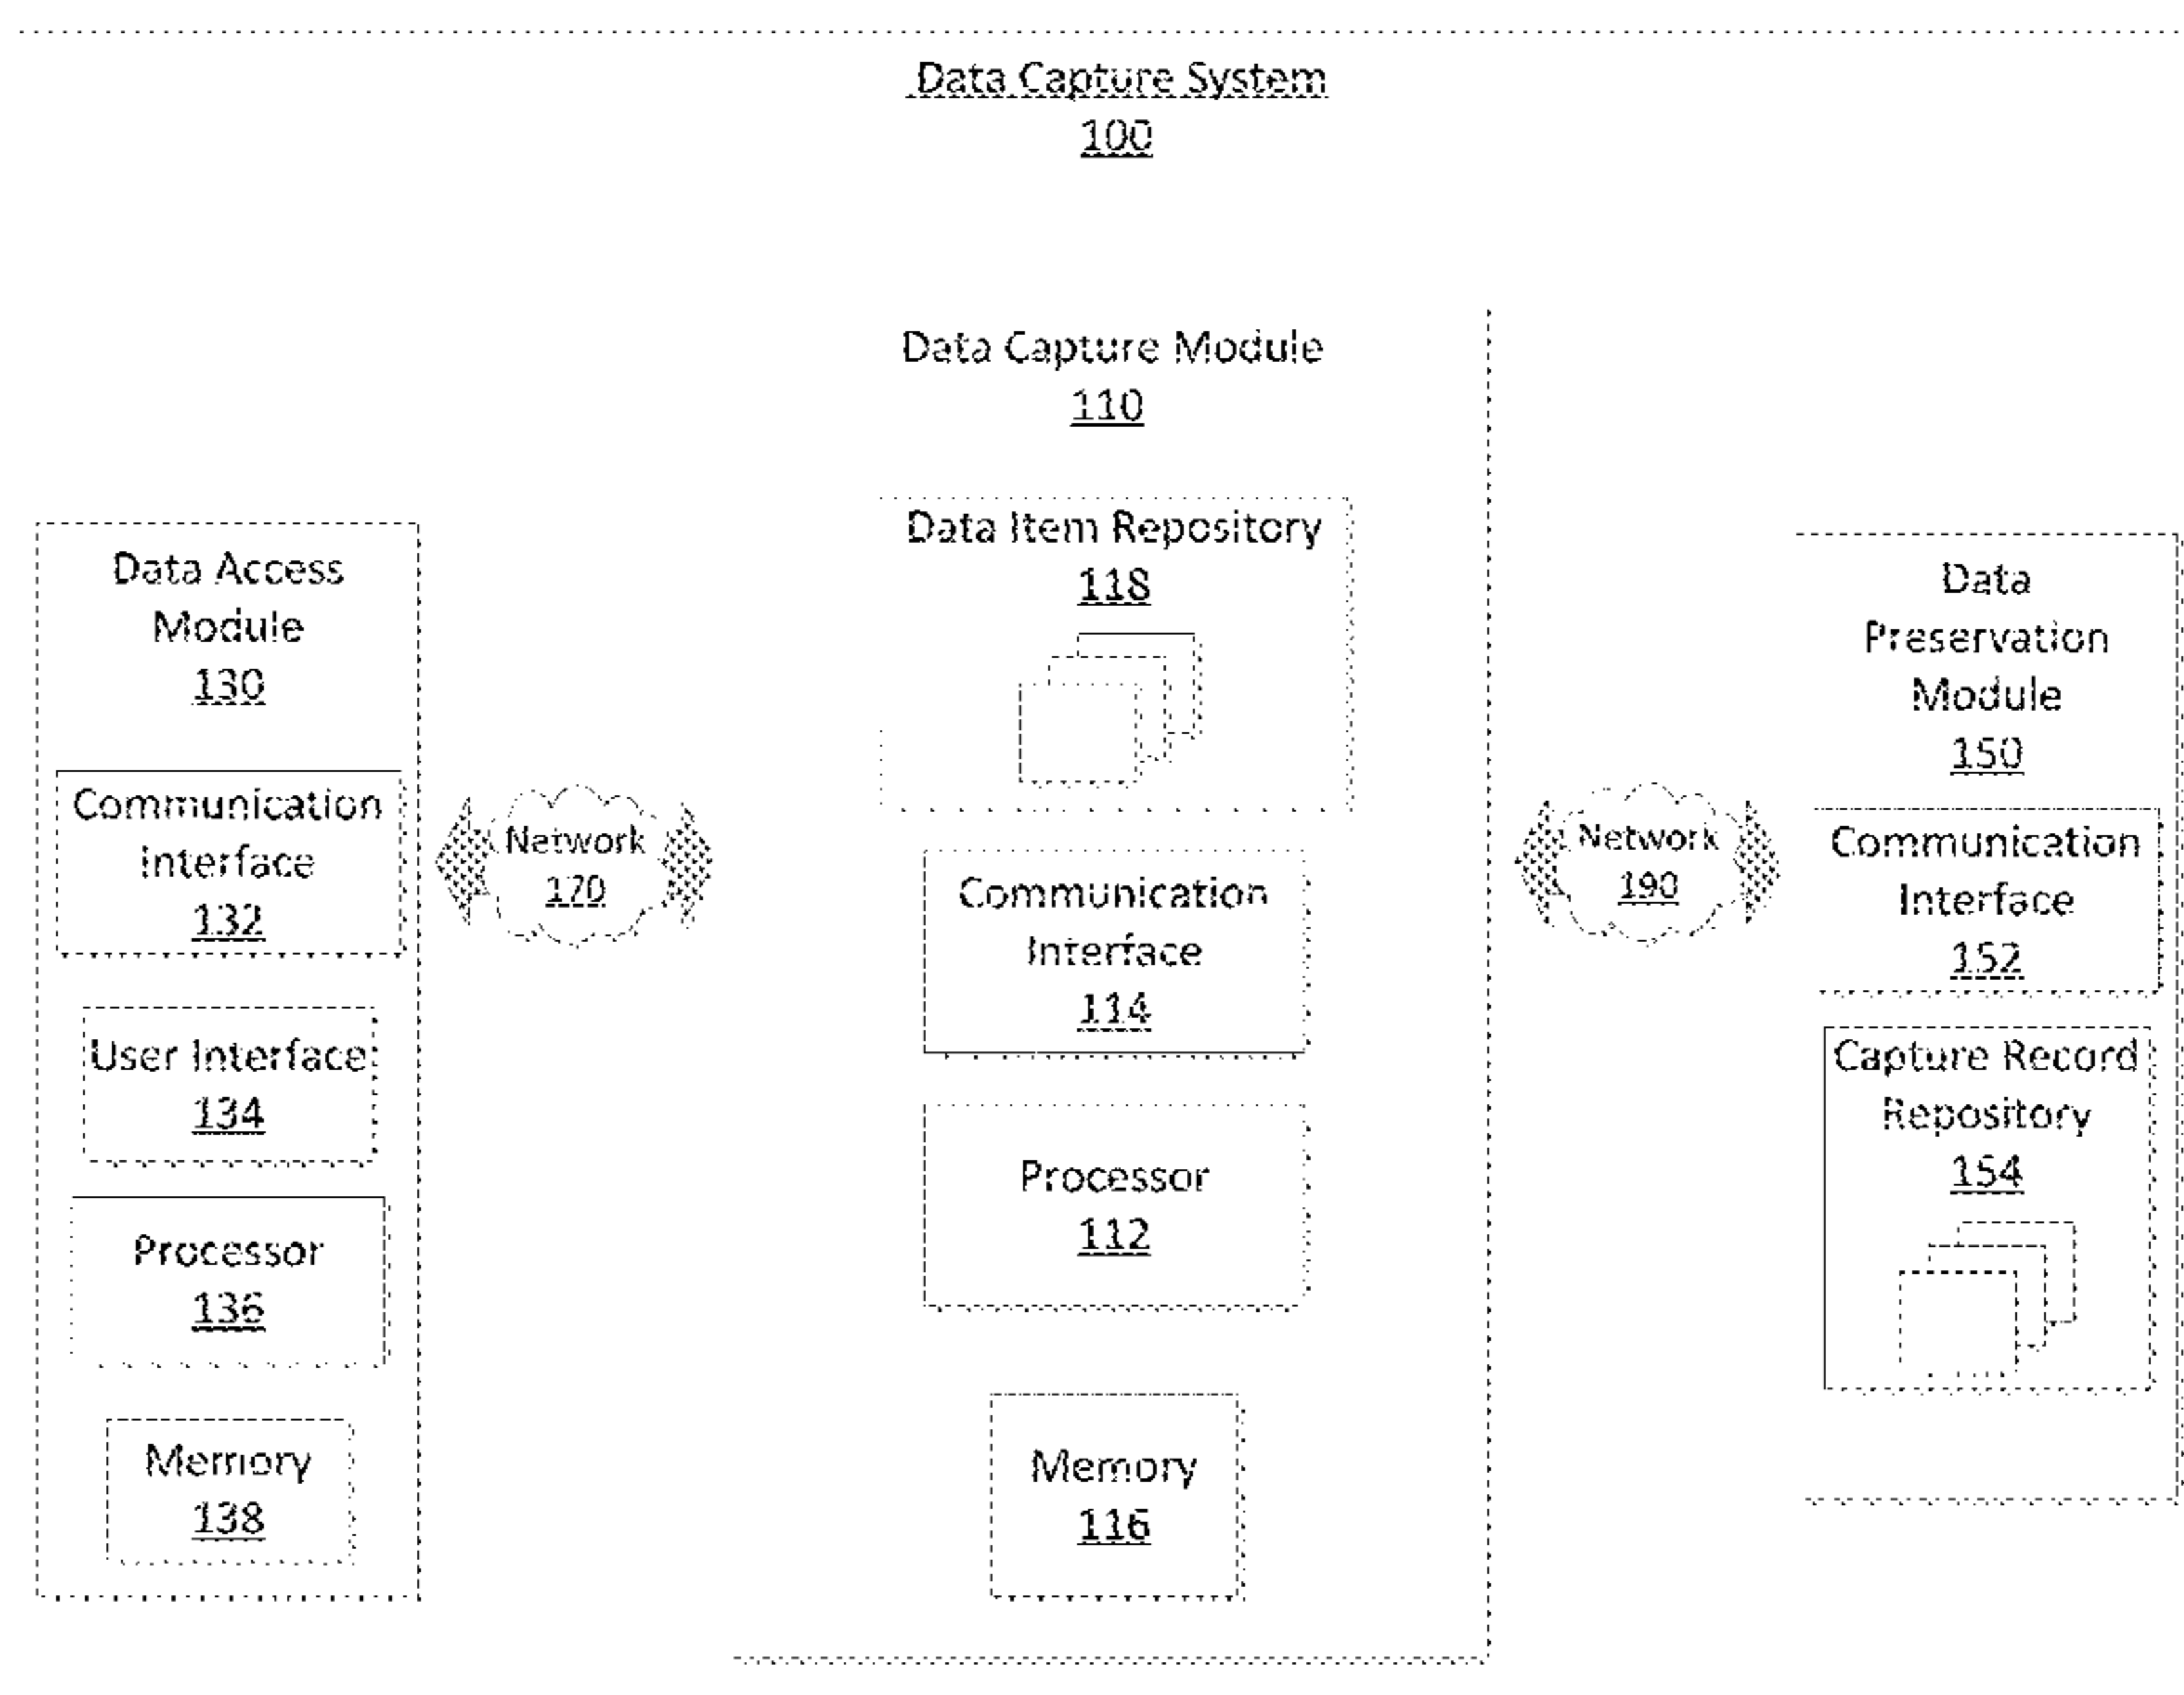 Data Capture System
100
Data Capture Module
110
Data Item Repository
118
Communication
Interface
114
Processor
112
Memory
116
Data Access
Module
130
Communication
Interface
132
User Interface
134
Processor
136
Memory
138
Network
170
Network
190
Data
Preservation
Module
150
Communication
Interface
152
Capture Record
Repository
154